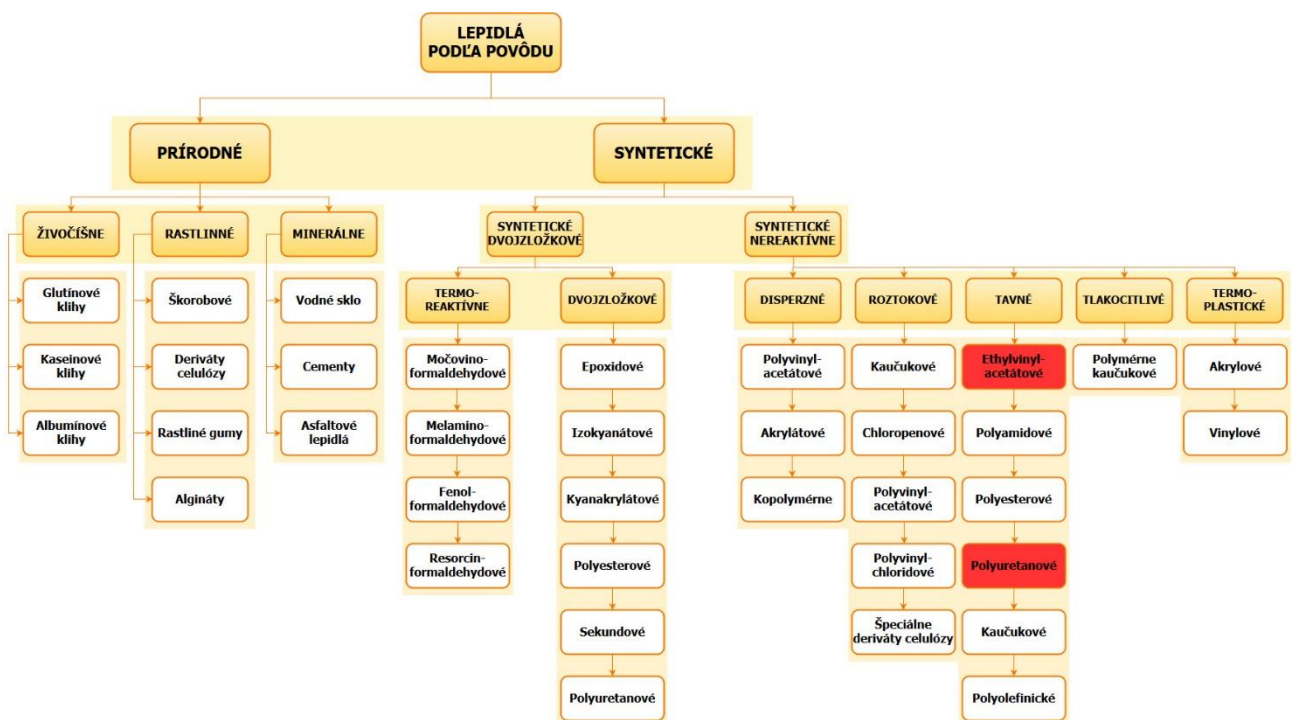 LEPIDLÁ
PODĽA POVÔDU
PRÍRODNÉ
SYNTETICKÉ
ŽIVOČÍŠNE
RASTLINNÉ
MINERÁLNE
SYNTETICKÉ
DVOJZLOŽKOVÉ
SYNTETICKÉ
NEREAKTÍVNE
Glutínové
klihy
Kaseinové
klihy
Albumínové
klihy
Škorobové
Deriváty
celulózy
Rastliné gumy
Algináty
Vodné sklo
Cementy
Asfaltové
lepidlá
TERMO-
REAKTÍVNE
Močovino-
formaldehydové
Melamino-
formaldehydové
Fenol-
formaldehydové
Resorcin-
formaldehydové
DVOJZLOŽKOVÉ
Epoxidové
Izokyanátové
Kyanakrylátové
Polyesterové
Sekundové
Polyuretanové
DISPERZNÉ
Polyvinyl-
acetátové
Akrylátové
Kopolymérne
ROZTOKOVÉ
Kaučukové
Chloropenové
Polyvinyl-
acetátové
Polyvinyl-
chloridové
Špeciálne
deriváty celulózy
TAVNÉ
Ethylvinyl-
acetátové
Polyamidové
Polyesterové
Polyuretanové
Kaučukové
Polyolefinické
TLAKOCITLIVÉ
Polymérne
kaučukové
TERMO-
PLASTICKÉ
Akrylové
Vinylové